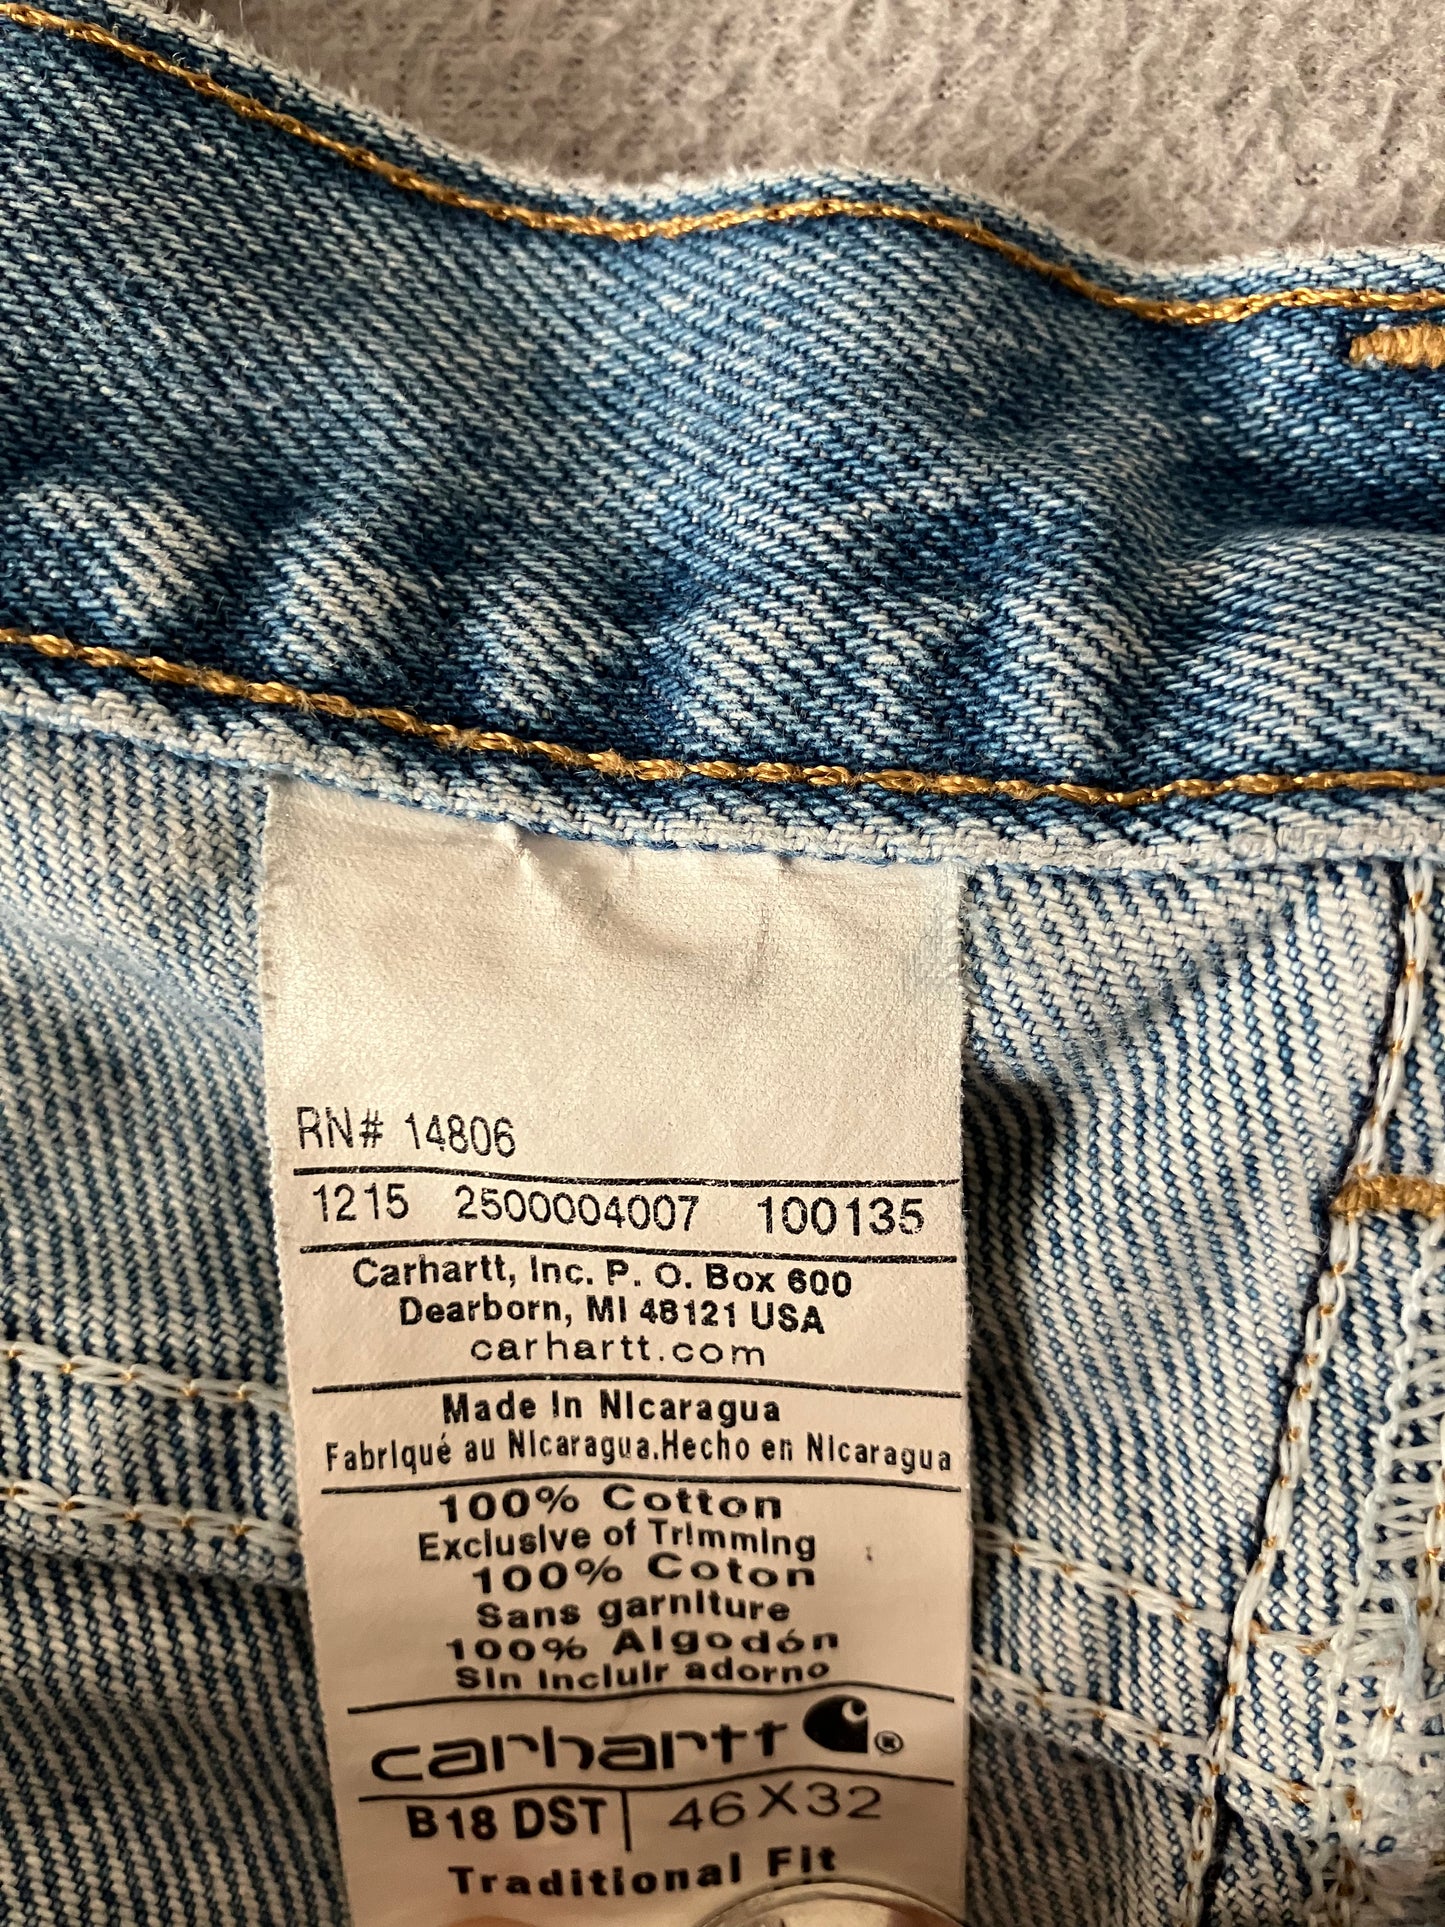 RN# 14806
1215 2500004007 100135
Carhartt, Inc. P. O. Box 600
Dearborn, MI 48121 USA
carhartt.com
Made In Nicaragua
Fabriqué au Nicaragua.Hecho en Nicaragua
100% Cotton
Exclusive of Trimming
100% Coton
Sans garniture
100% Algodón
Sin incluir adorno
carhartt ®
B18 DST | 46X32
Traditional Fit